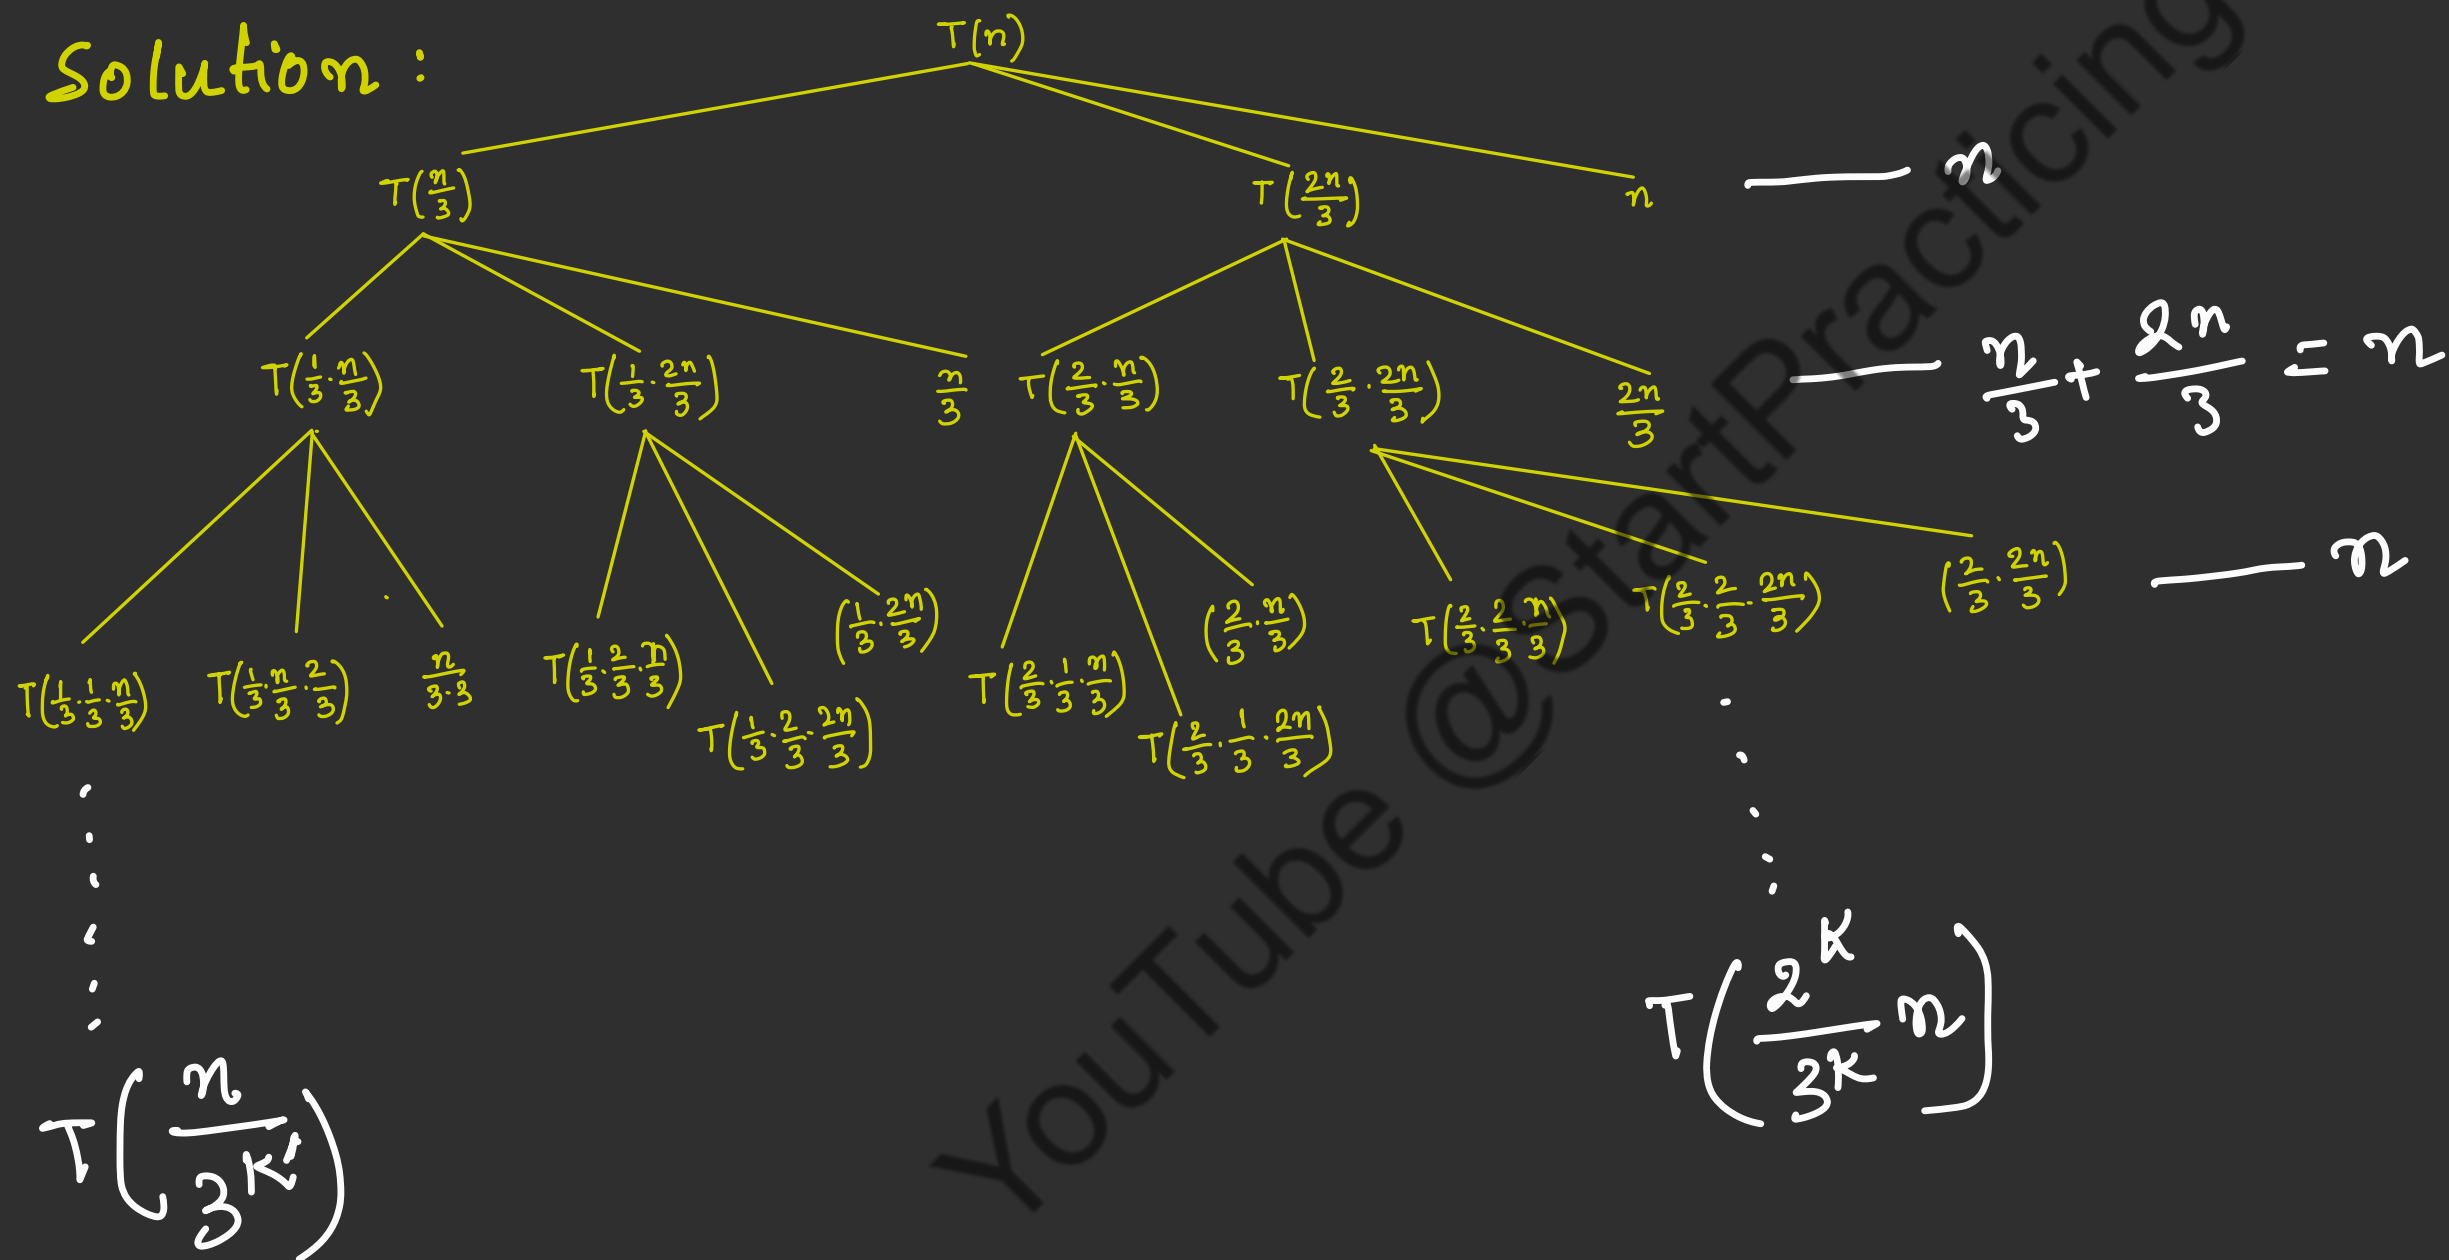 Solution :
T(n)
T(n/3) T(2n/3) n — n
T(1/3 · n/3) T(1/3 · 2n/3) n/3 T(2/3 · n/3) T(2/3 · 2n/3) 2n/3 — n/3 + 2n/3 = n
(1/3 · 2n/3) (2/3 · n/3) T(2/3 · 2/3 · n/3) T(2/3 · 2/3 · 2n/3) (2/3 · 2n/3) — n
T(1/3 · 1/3 · n/3) T(1/3 · n/3 · 2/3) n/3·3 T(1/3 · 2/3 · n/3) T(2/3 · 1/3 · n/3)
T(1/3 · 2/3 · 2n/3) T(2/3 · 1/3 · 2n/3)
T(n/3^K') T(2^K/3^K n)
YouTube @StartPracticing